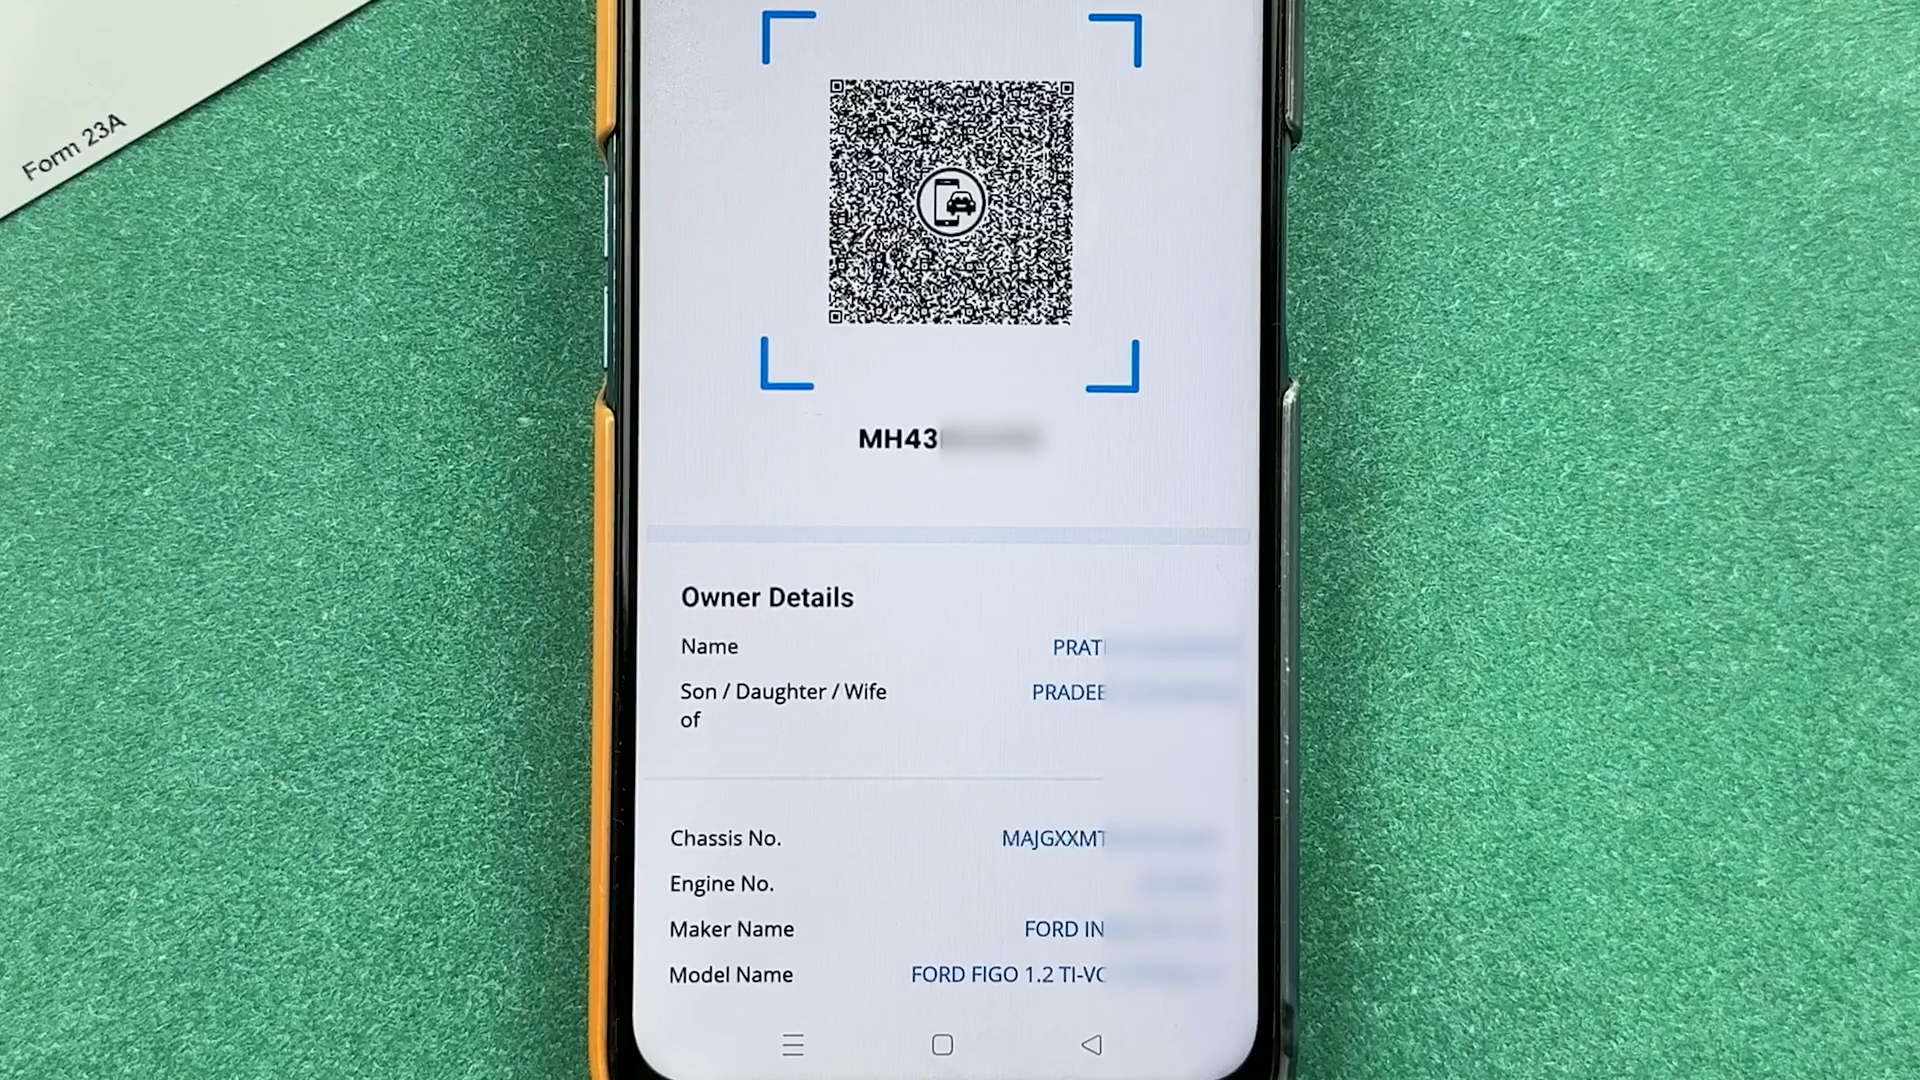 Form 23A
MH43
Owner Details
Name PRATI
Son / Daughter / Wife PRADEE
of
Chassis No. MAJGXXMT
Engine No.
Maker Name FORD IN
Model Name FORD FIGO 1.2 TI-VC